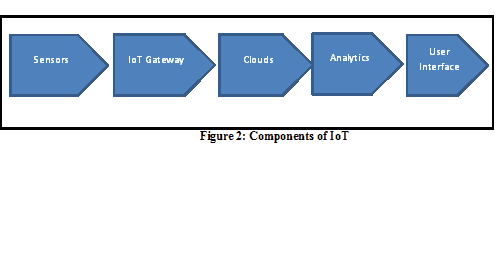 Sensors
IoT Gateway
Clouds
Analytics
User
Interface
Figure 2: Components of IoT